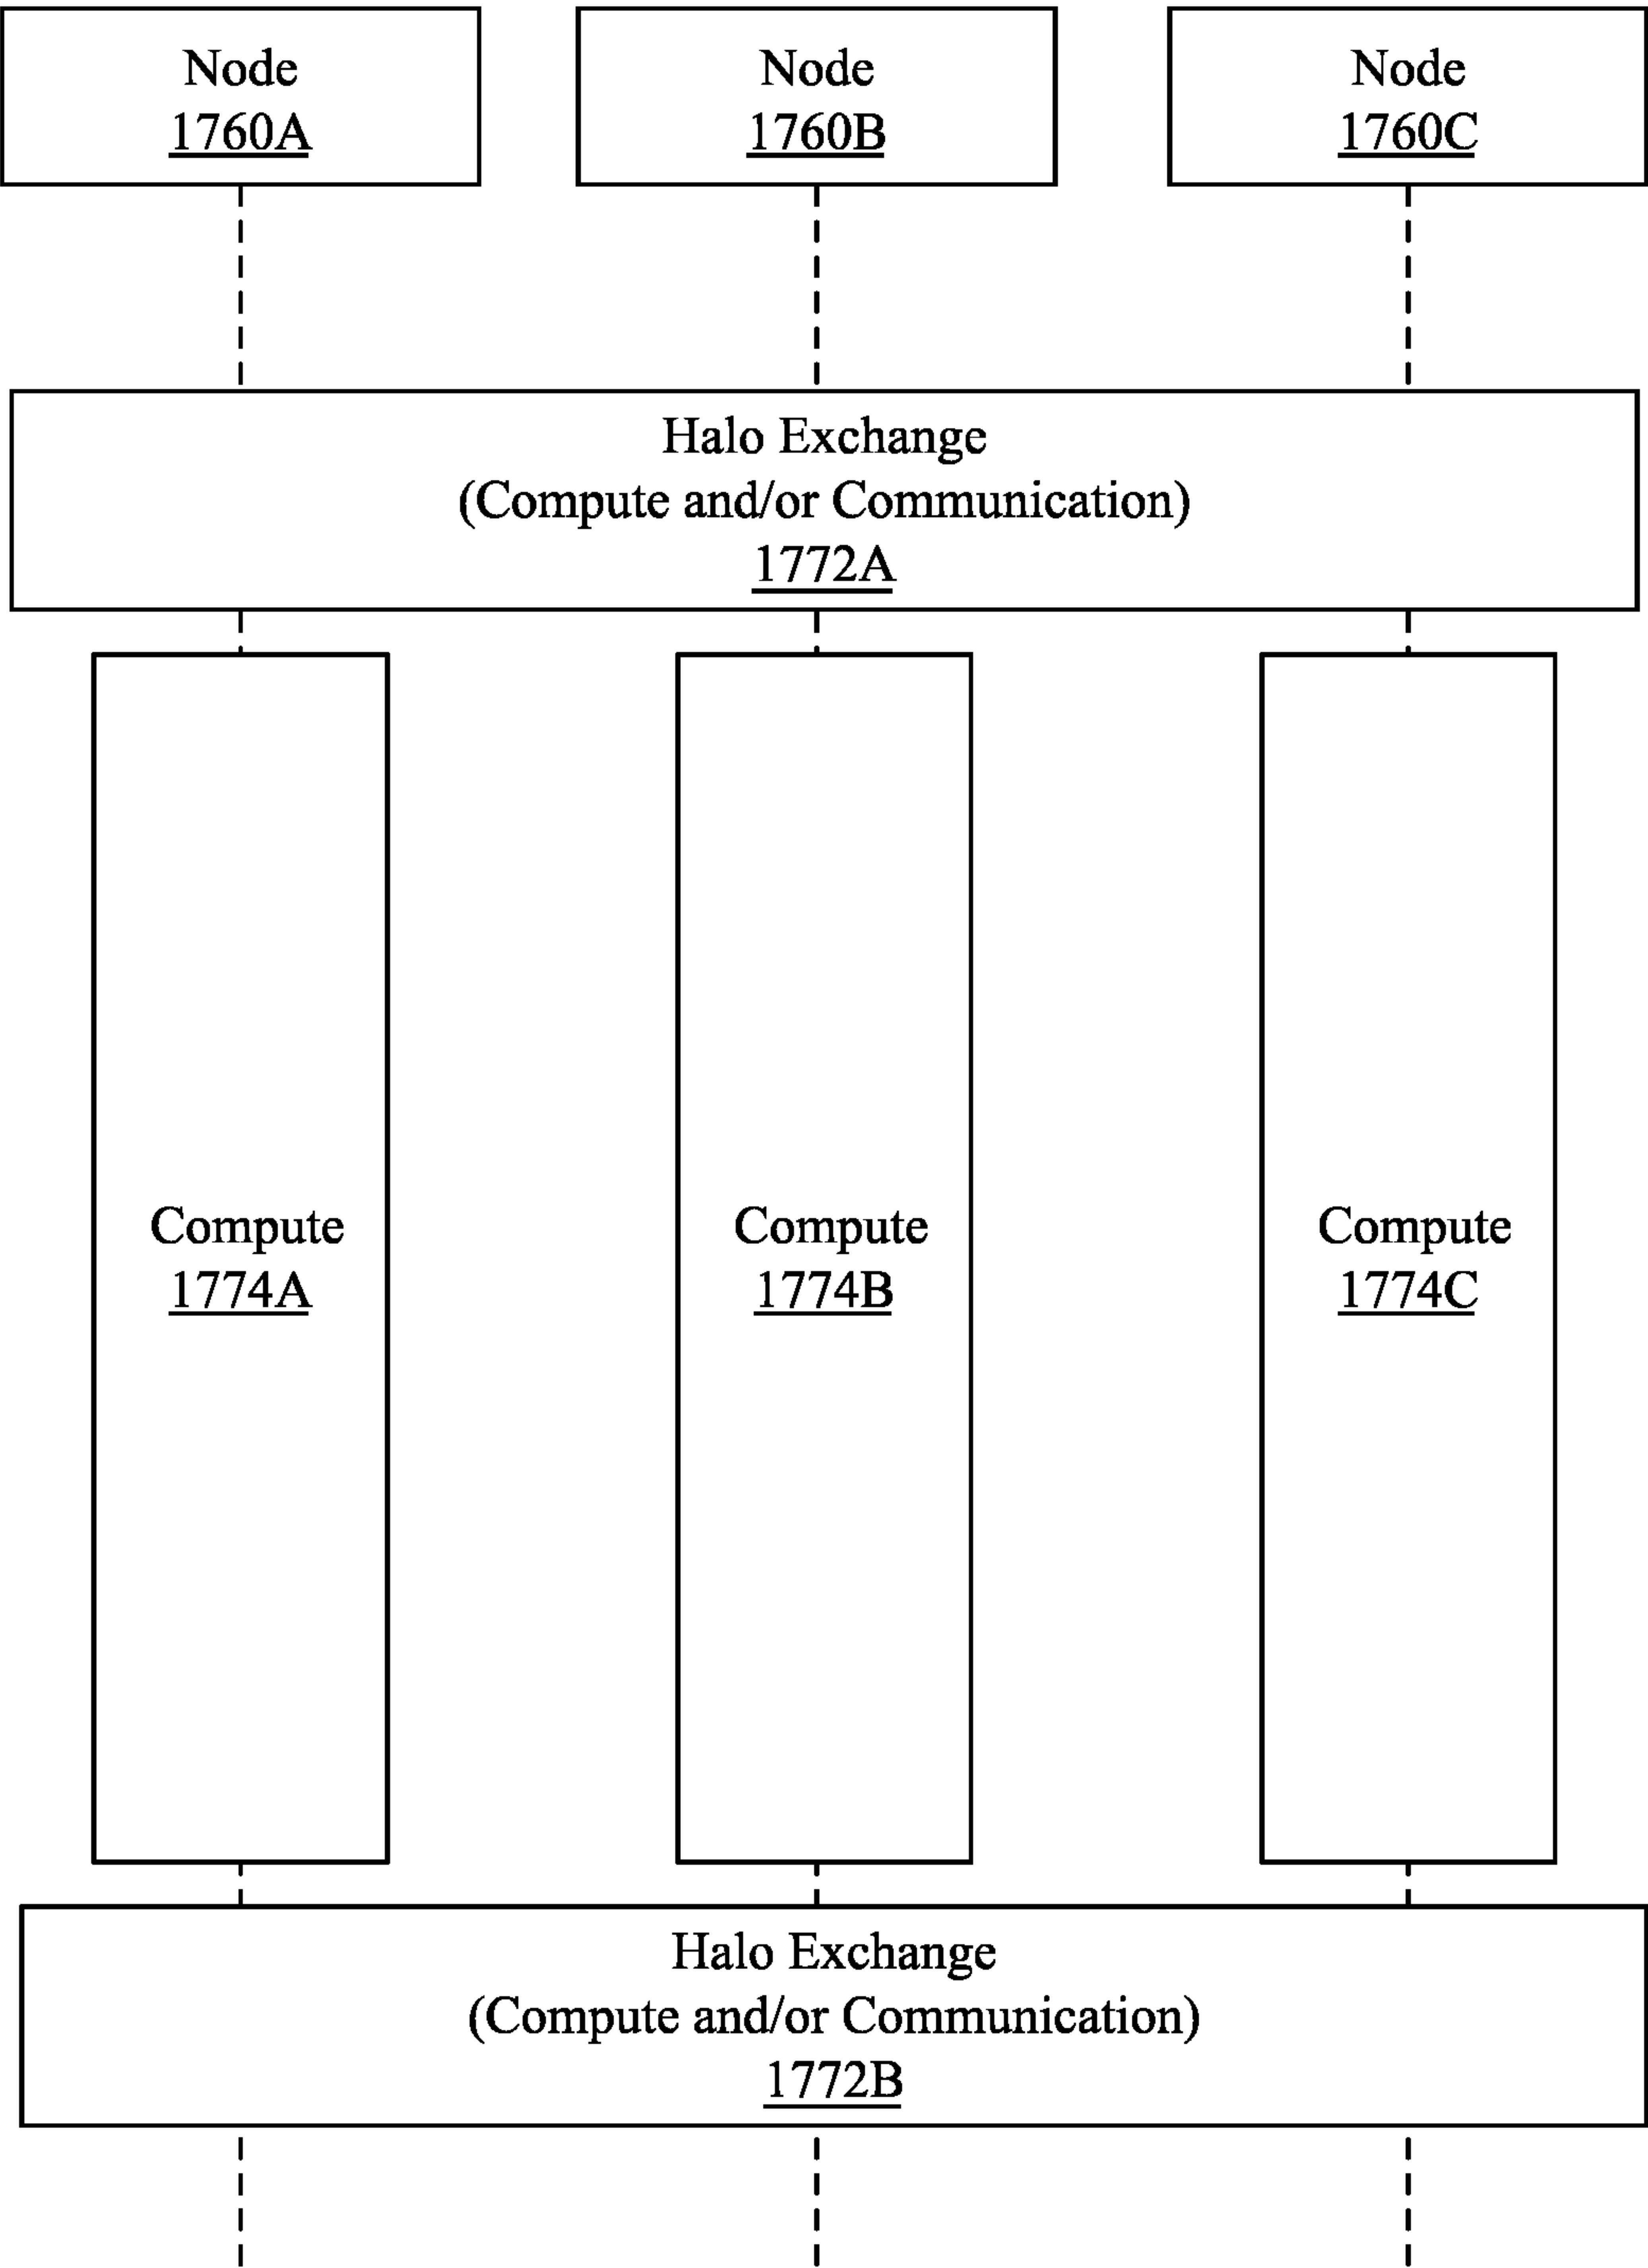 Node
1760A
Node
1760B
Node
1760C
Halo Exchange
(Compute and/or Communication)
1772A
Compute
1774A
Compute
1774B
Compute
1774C
Halo Exchange
(Compute and/or Communication)
1772B